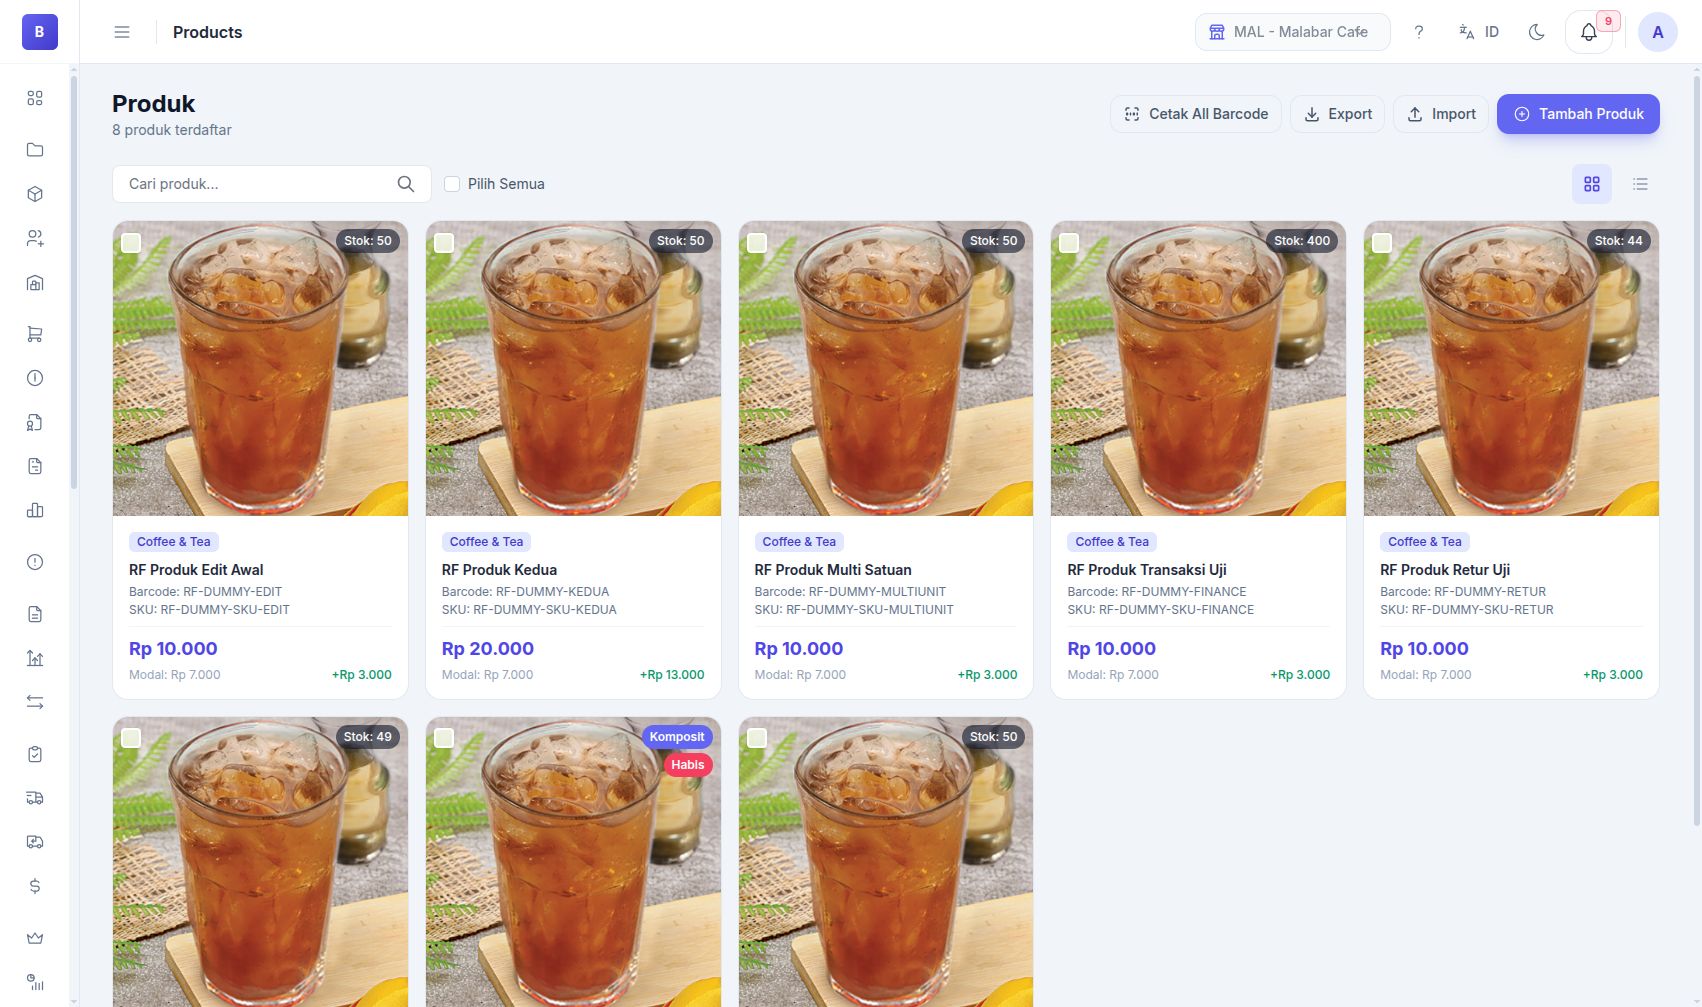 B
Products
MAL - Malabar Cafe
?
ID
9
A
Produk
8 produk terdaftar
Cetak All Barcode
Export
Import
Tambah Produk
Cari produk...
Pilih Semua
Stok: 50
Stok: 50
Stok: 50
Stok: 400
Stok: 44
Coffee & Tea
RF Produk Edit Awal
Barcode: RF-DUMMY-EDIT
SKU: RF-DUMMY-SKU-EDIT
Rp 10.000
Modal: Rp 7.000
+Rp 3.000
Coffee & Tea
RF Produk Kedua
Barcode: RF-DUMMY-KEDUA
SKU: RF-DUMMY-SKU-KEDUA
Rp 20.000
Modal: Rp 7.000
+Rp 13.000
Coffee & Tea
RF Produk Multi Satuan
Barcode: RF-DUMMY-MULTIUNIT
SKU: RF-DUMMY-SKU-MULTIUNIT
Rp 10.000
Modal: Rp 7.000
+Rp 3.000
Coffee & Tea
RF Produk Transaksi Uji
Barcode: RF-DUMMY-FINANCE
SKU: RF-DUMMY-SKU-FINANCE
Rp 10.000
Modal: Rp 7.000
+Rp 3.000
Coffee & Tea
RF Produk Retur Uji
Barcode: RF-DUMMY-RETUR
SKU: RF-DUMMY-SKU-RETUR
Rp 10.000
Modal: Rp 7.000
+Rp 3.000
Stok: 49
Komposit
Habis
Stok: 50